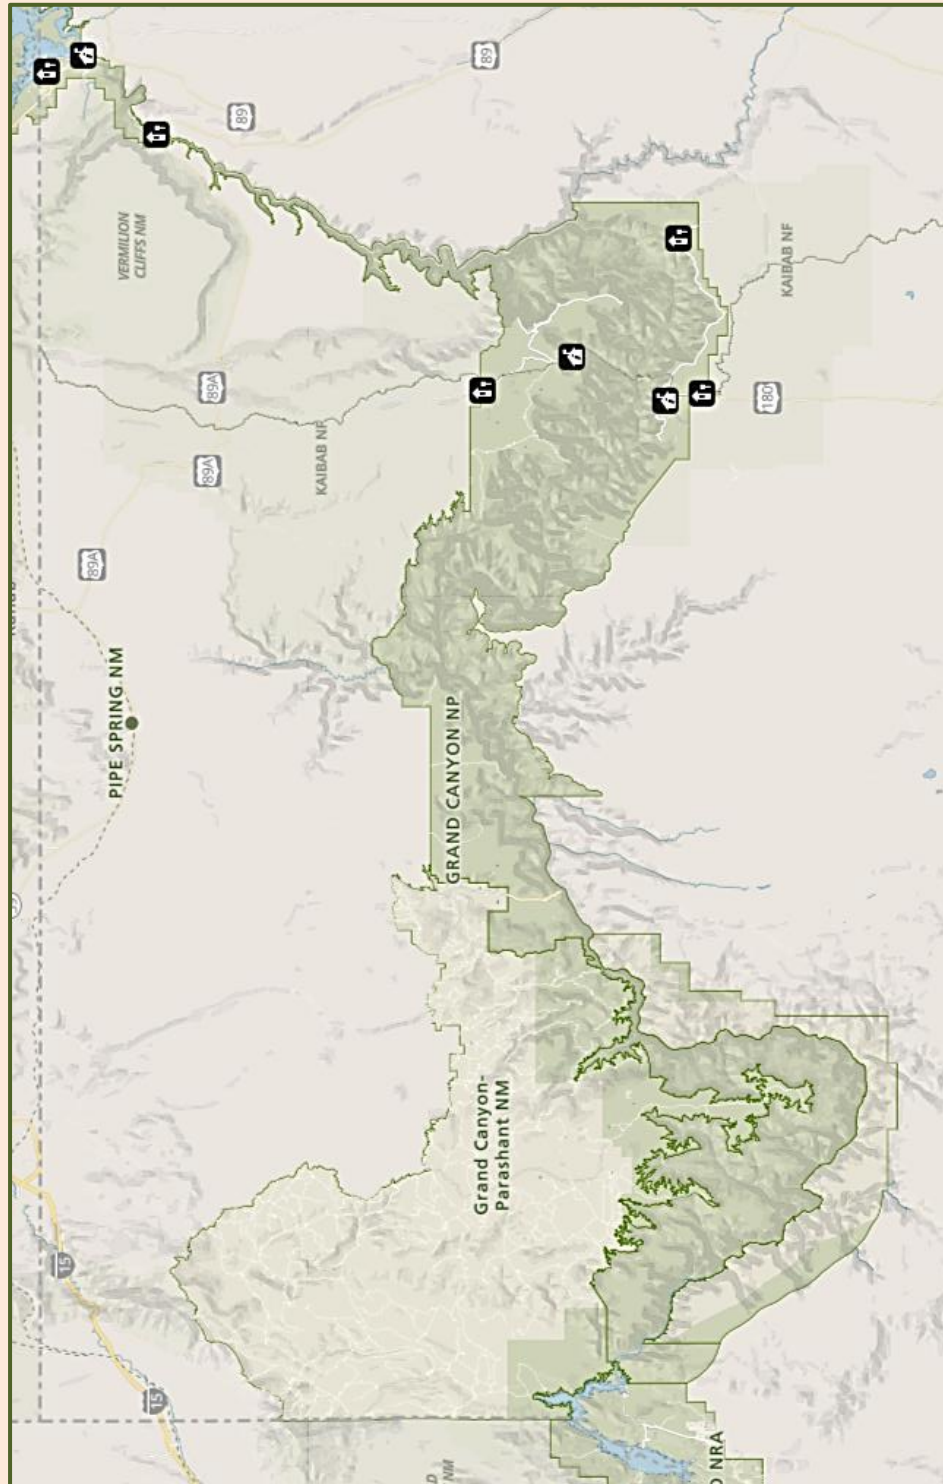 15
89A
PIPE SPRING NM
VERMILION
CLIFFS NM
15
89A
89A
89
KAIBAB NF
GRAND CANYON NP
Grand Canyon-
Parashant NM
89
D
NM
D NRA
180
KAIBAB NF